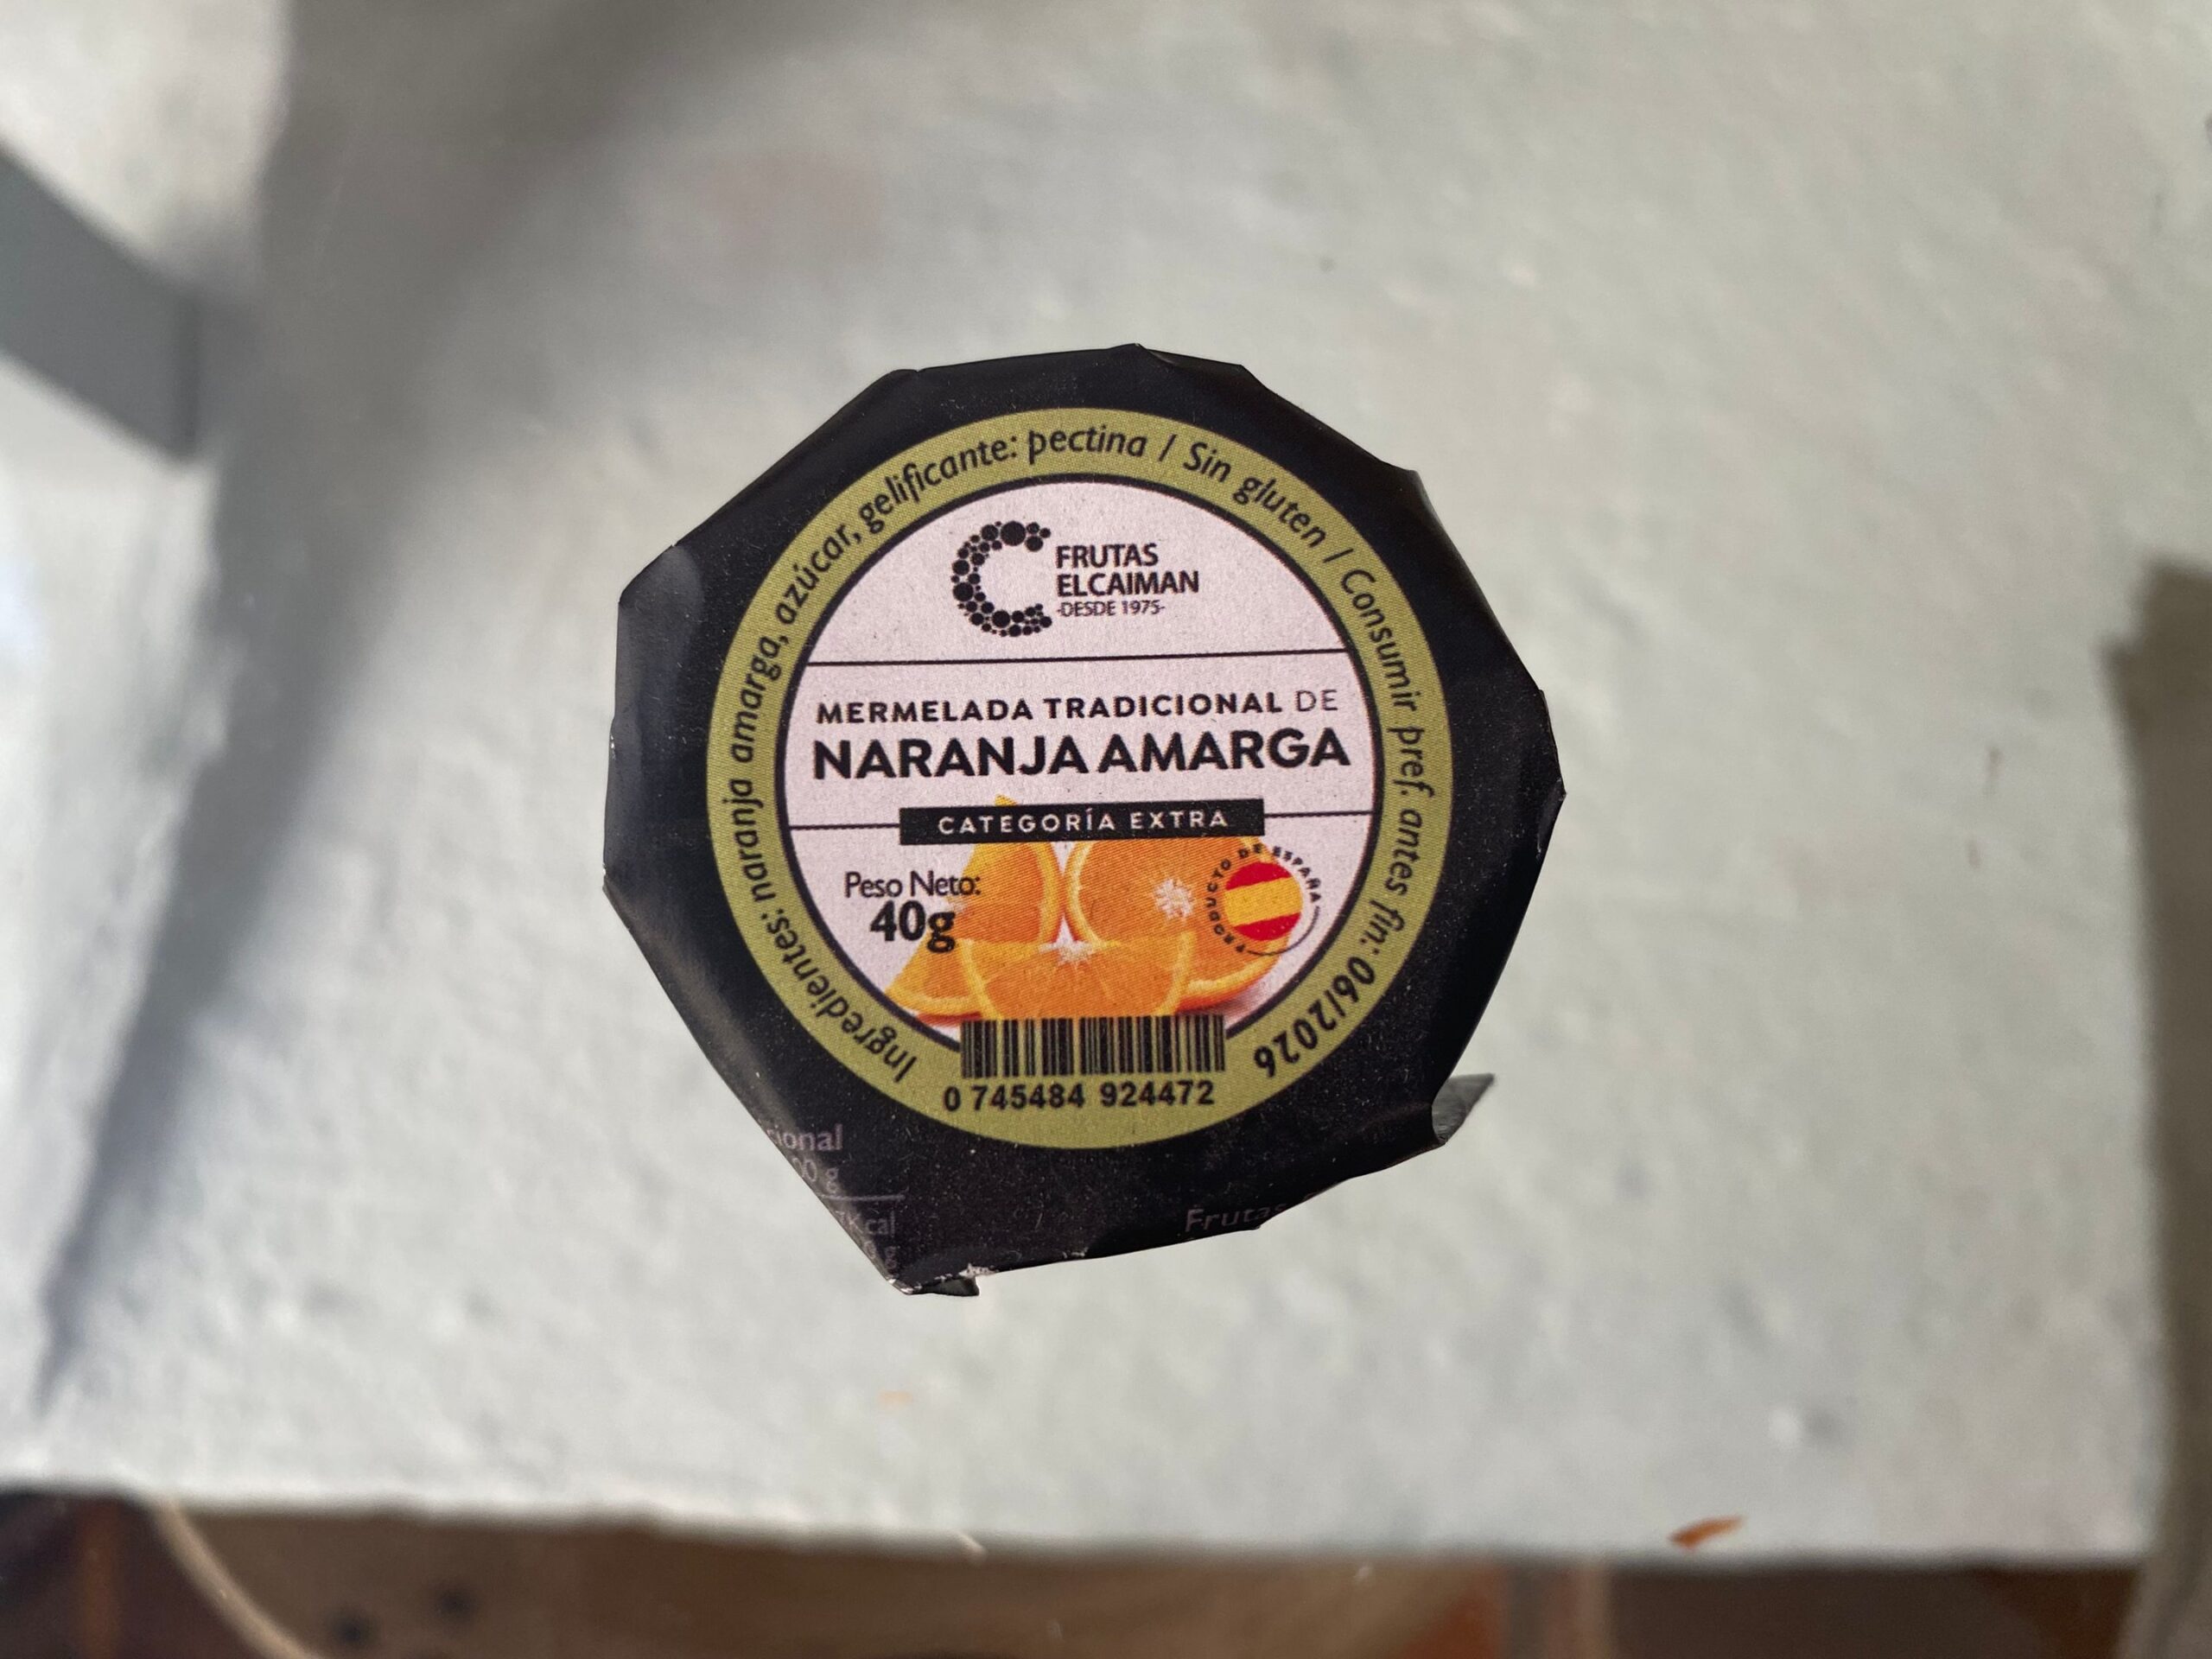 Ingredientes: naranja amarga, azúcar, gelificante: pectina / Sin gluten / Consumir pref. antes fin: 06/2026
FRUTAS
ELCAIMAN
-DESDE 1975-
MERMELADA TRADICIONAL DE
NARANJA AMARGA
CATEGORÍA EXTRA
Peso Neto:
40g
PRODUCTO DE ESPAÑA
0 745484 924472
Frutas